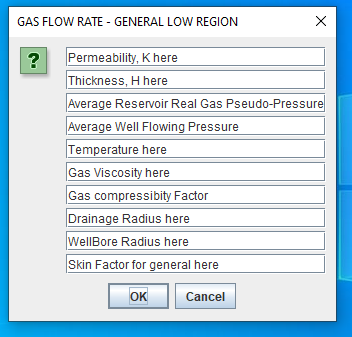 GAS FLOW RATE - GENERAL LOW REGION
?
Permeability, K here
Thickness, H here
Average Reservoir Real Gas Pseudo-Pressure
Average Well Flowing Pressure
Temperature here
Gas Viscosity here
Gas compressibity Factor
Drainage Radius here
WellBore Radius here
Skin Factor for general here
OK Cancel